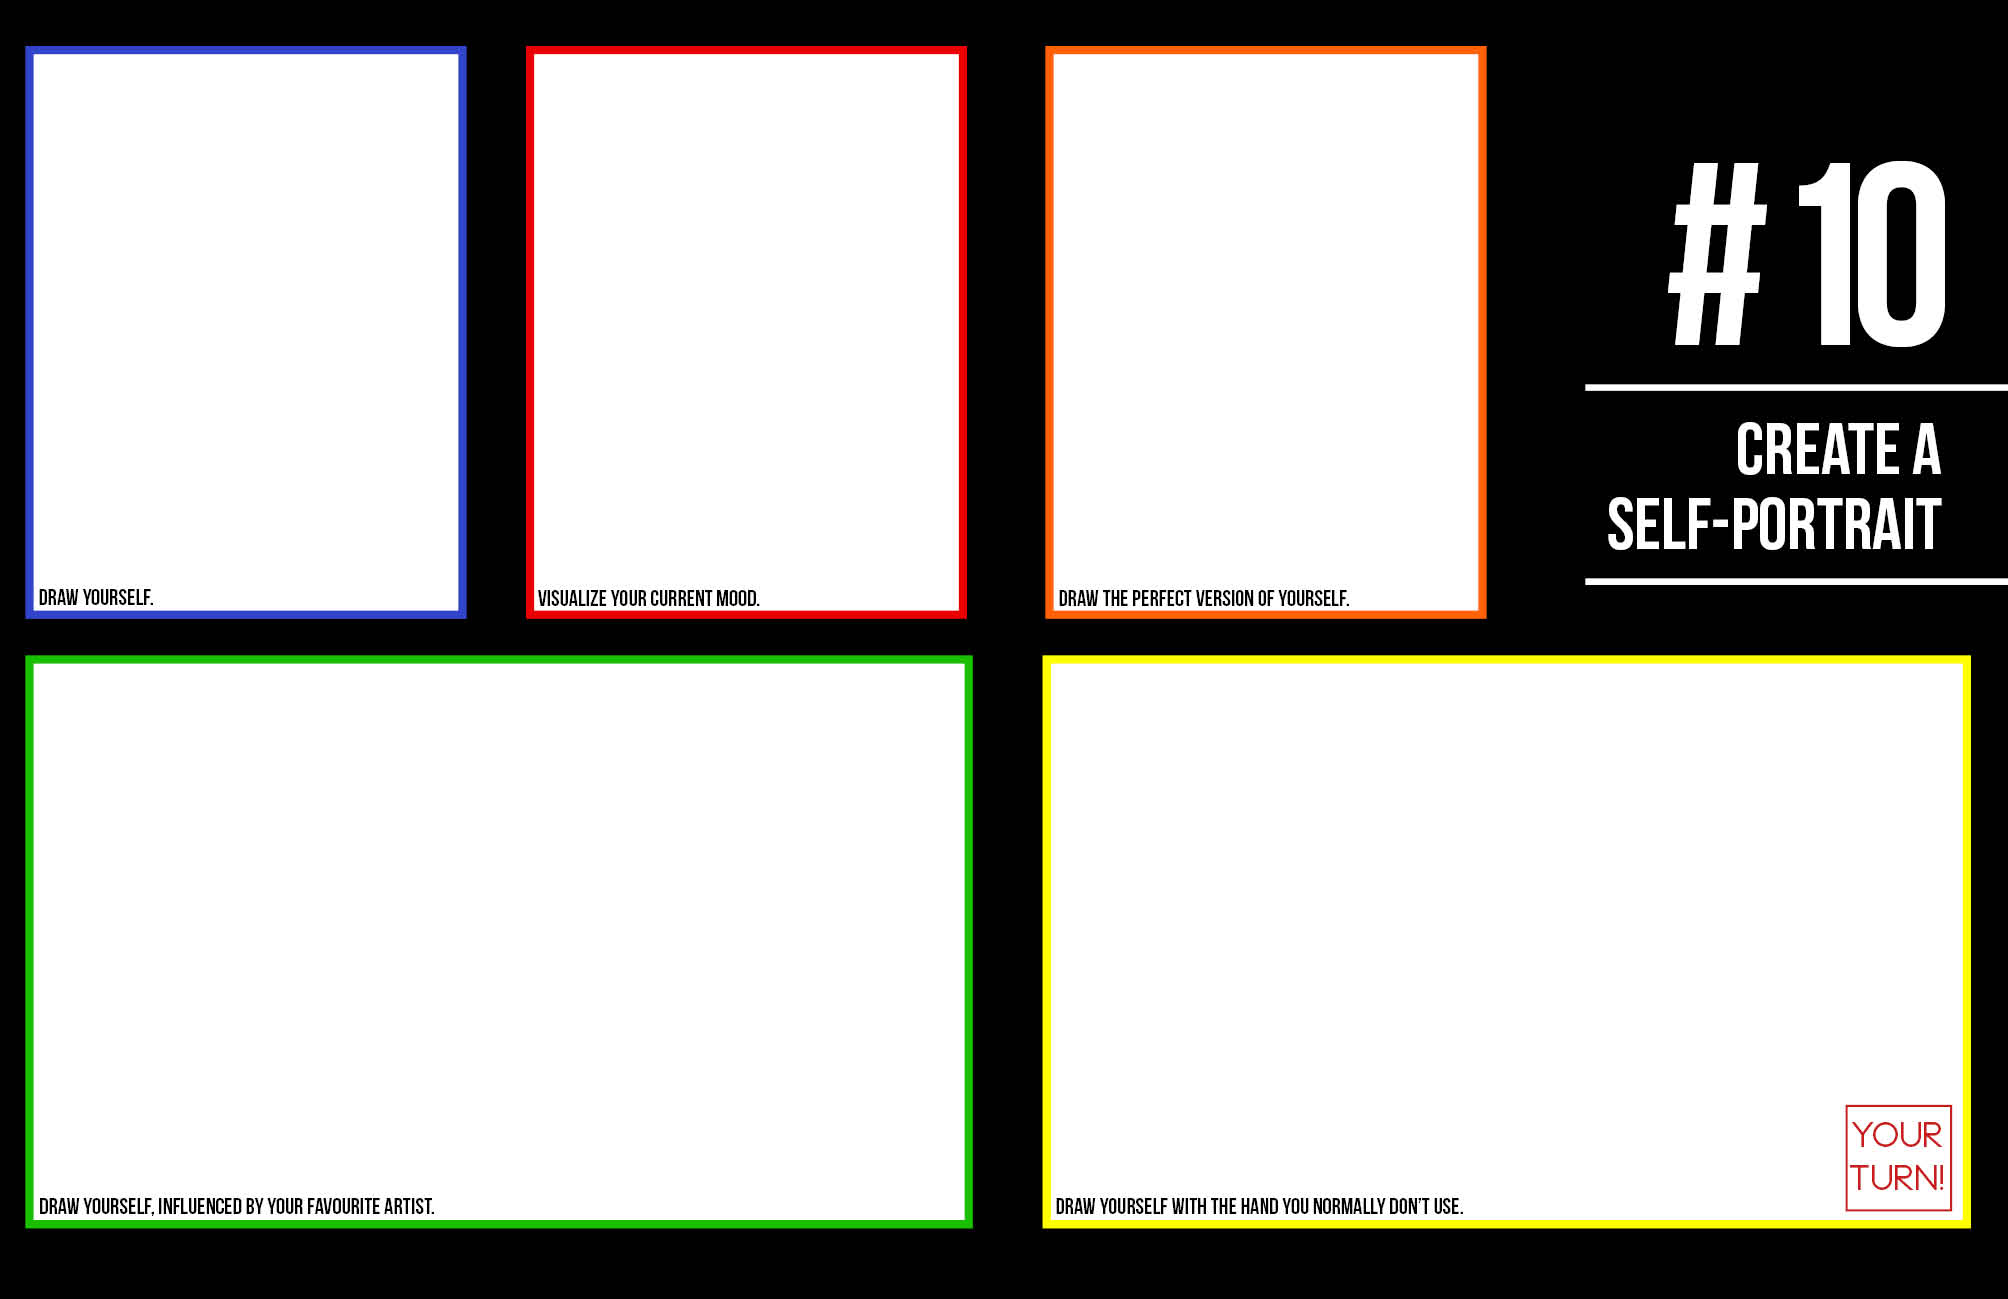 # 10
CREATE A
SELF-PORTRAIT
DRAW YOURSELF.
VISUALIZE YOUR CURRENT MOOD.
DRAW THE PERFECT VERSION OF YOURSELF.
DRAW YOURSELF, INFLUENCED BY YOUR FAVOURITE ARTIST.
DRAW YOURSELF WITH THE HAND YOU NORMALLY DON'T USE.
YOUR
TURN!